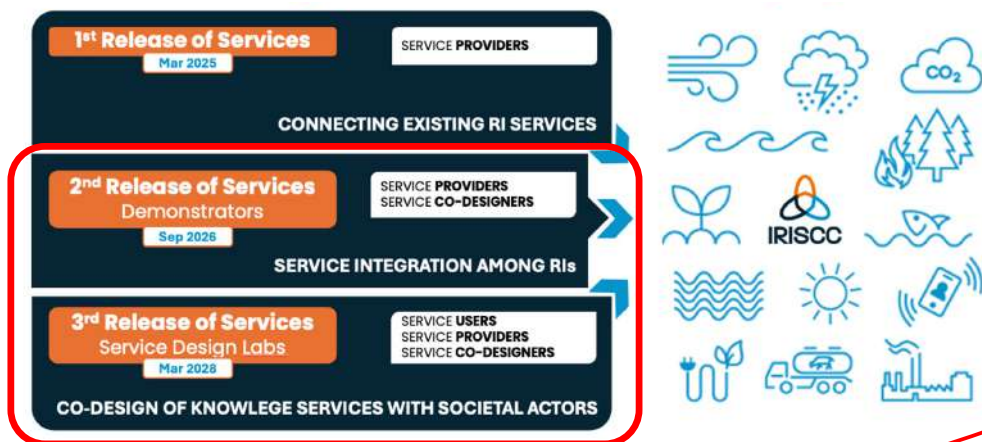 1st Release of Services
Mar 2025
SERVICE PROVIDERS
CONNECTING EXISTING RI SERVICES
2nd Release of Services
Demonstrators
Sep 2026
SERVICE PROVIDERS
SERVICE CO-DESIGNERS
SERVICE INTEGRATION AMONG RIs
3rd Release of Services
Service Design Labs
Mar 2028
SERVICE USERS
SERVICE PROVIDERS
SERVICE CO-DESIGNERS
CO-DESIGN OF KNOWLEGE SERVICES WITH SOCIETAL ACTORS
CO2
IRISCC